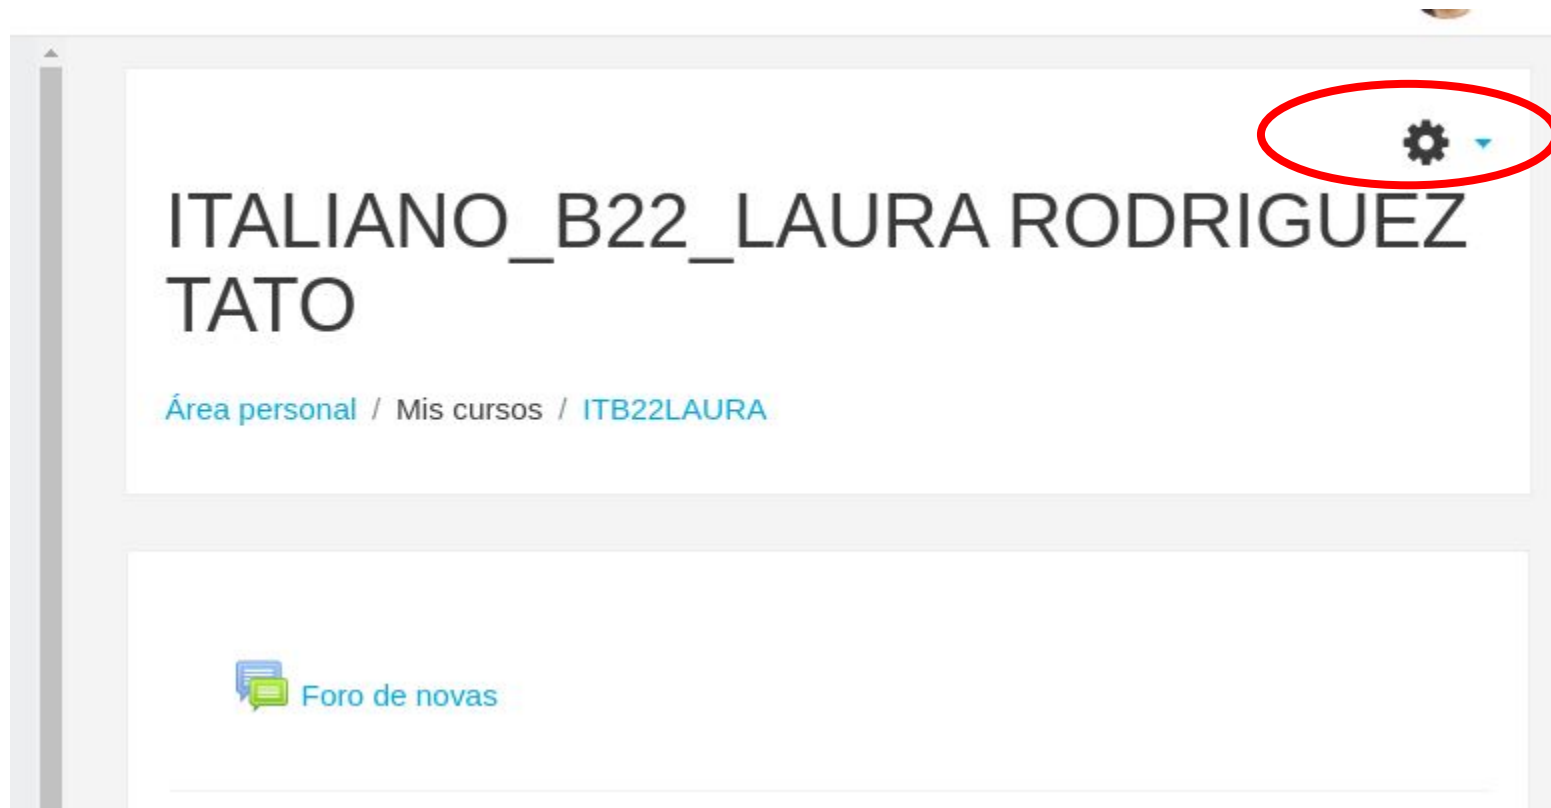 ITALIANO_B22_LAURA RODRIGUEZ
TATO
Área personal / Mis cursos / ITB22LAURA
Foro de novas